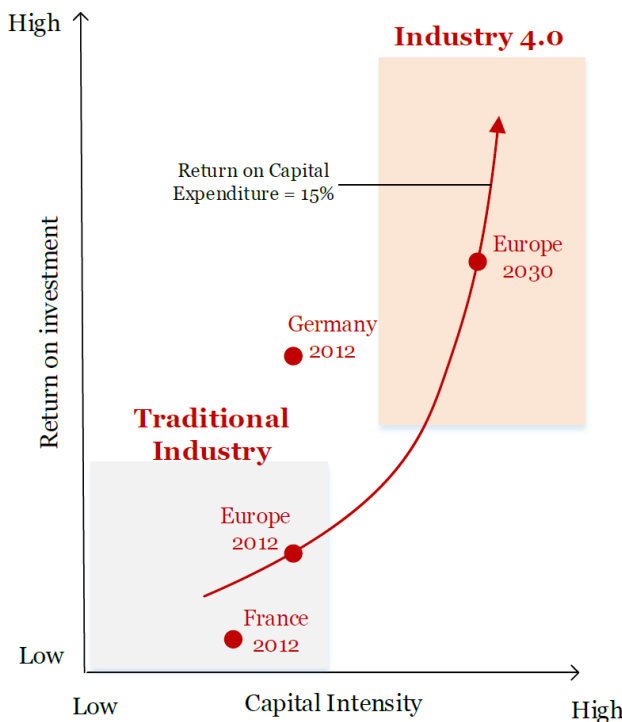 High
Industry 4.0
Return on Capital
Expenditure = 15%
Europe
2030
Germany
2012
Return on investment
Traditional
Industry
Europe
2012
France
2012
Low
Low
Capital Intensity
High